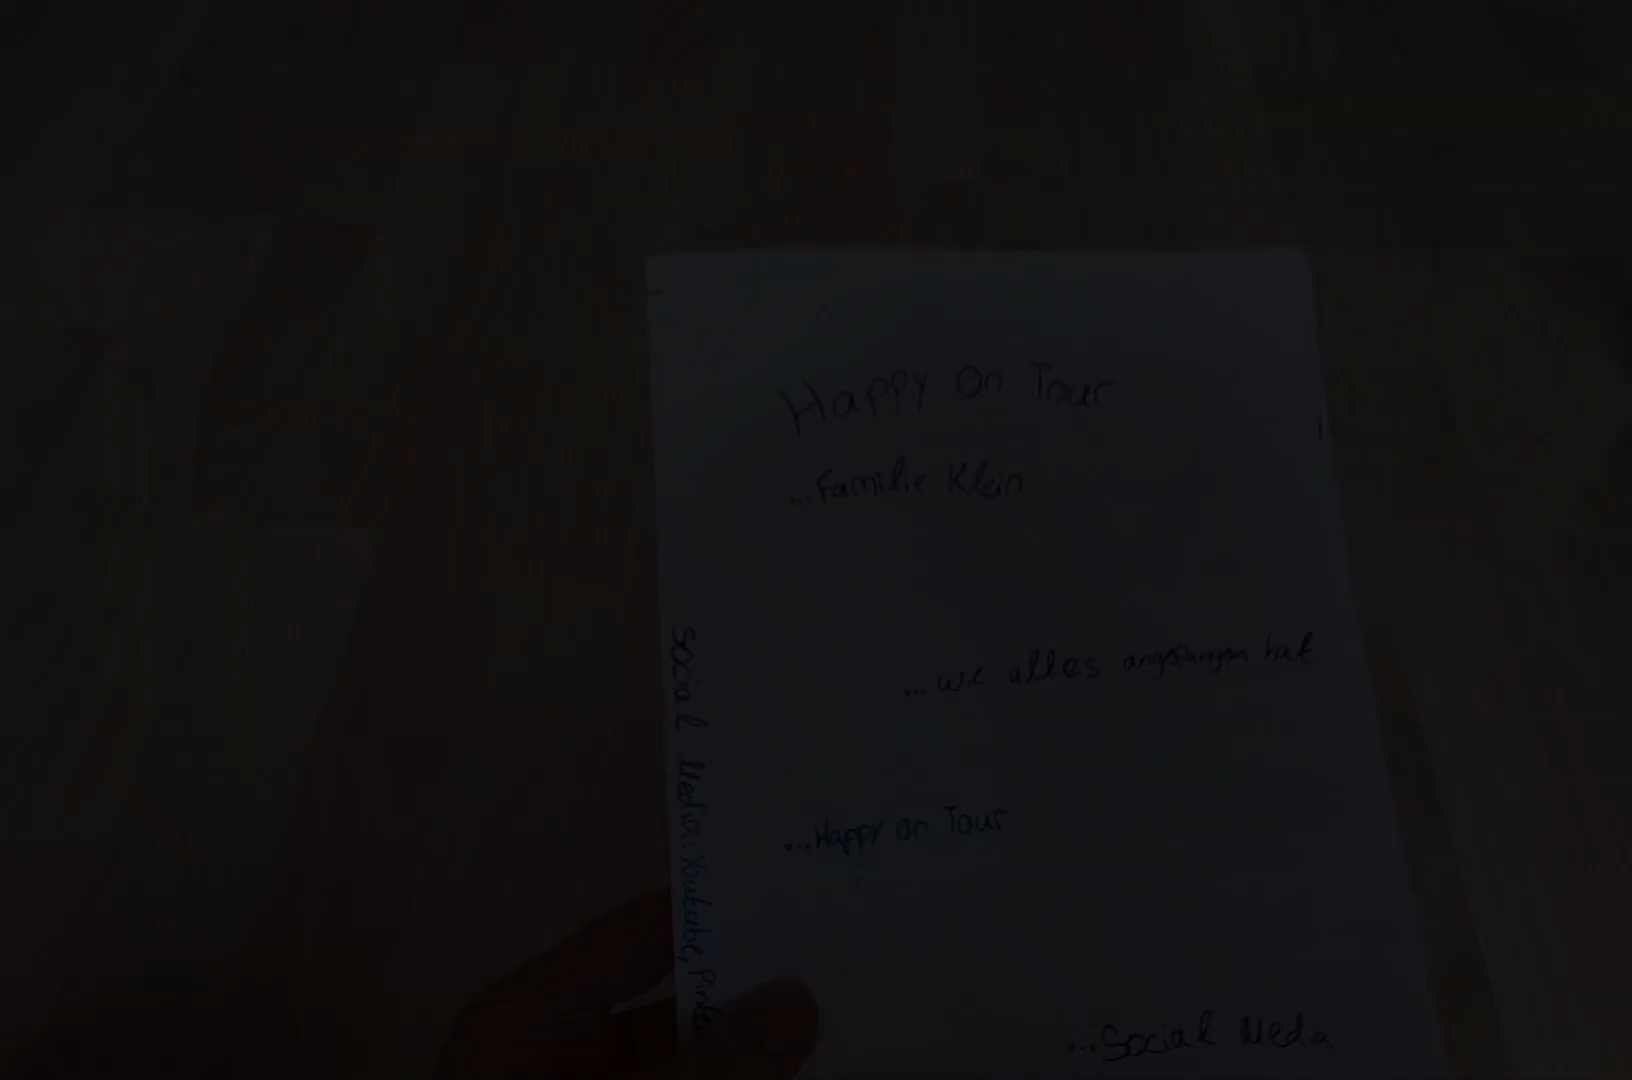 Happy on Tour
...Familie Klein
...wie alles angefangen hat
...Happy on Tour
...Social Media
Social Media: Youtube,